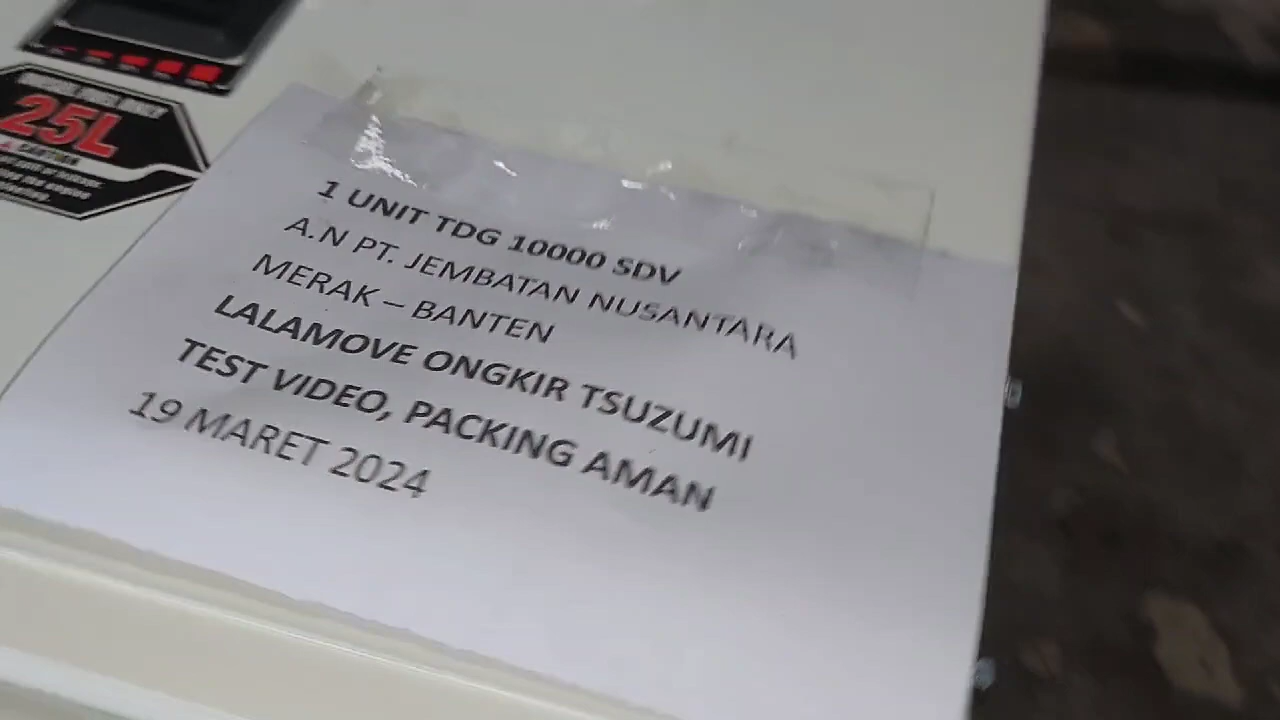 25L
1 UNIT TDG 10000 SDV
A.N PT. JEMBATAN NUSANTARA
MERAK – BANTEN
LALAMOVE ONGKIR TSUZUMI
TEST VIDEO, PACKING AMAN
19 MARET 2024